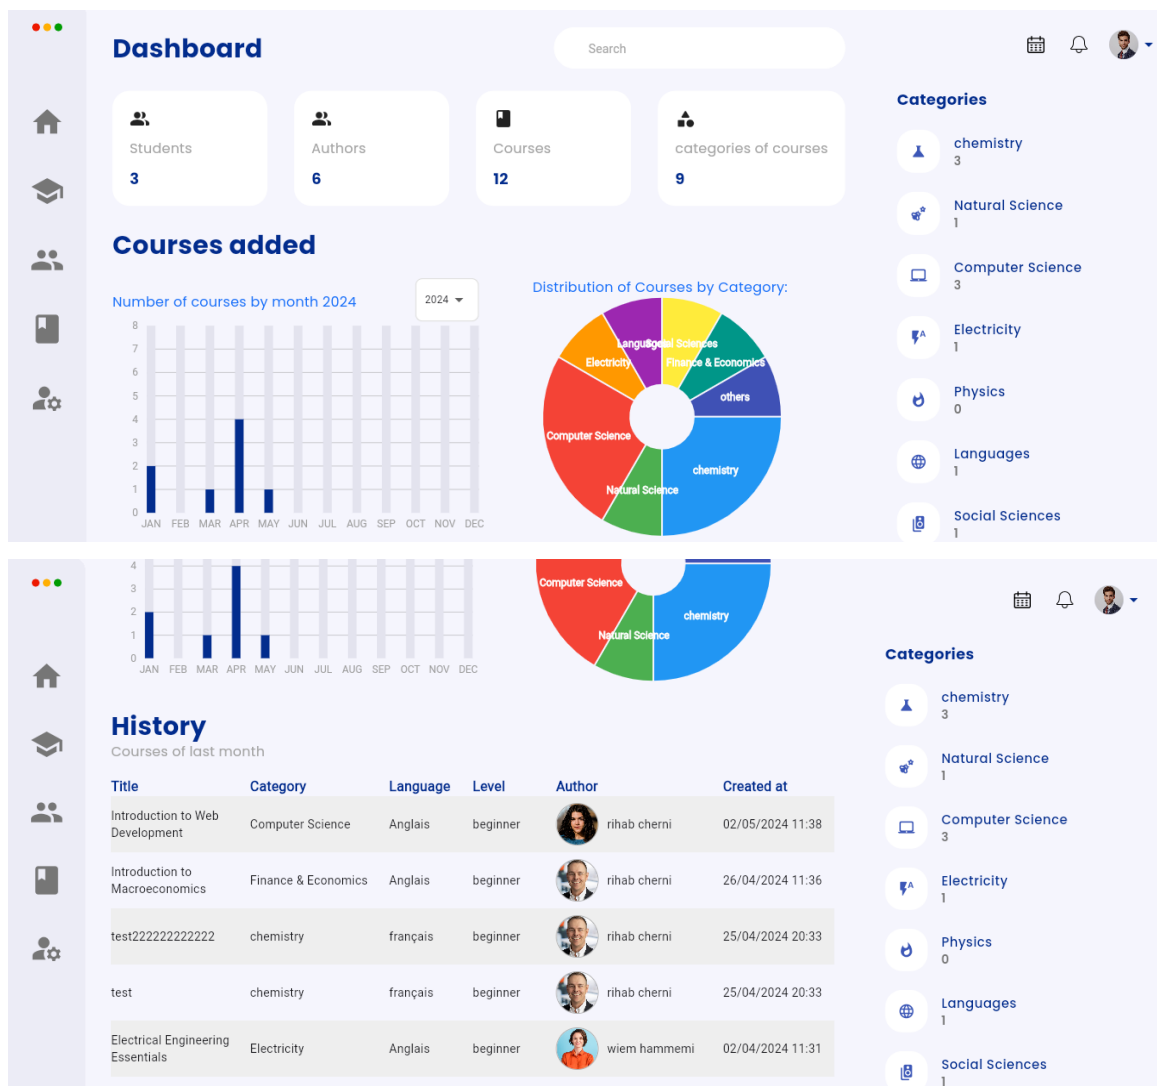 Dashboard
Search
Students
3
Authors
6
Courses
12
categories of courses
9
Courses added
Number of courses by month 2024
2024
8
7
6
5
4
3
2
1
0
JAN FEB MAR APR MAY JUN JUL AUG SEP OCT NOV DEC
Distribution of Courses by Category:
Languages
Social Sciences
Electricity
Finance & Economics
others
Computer Science
chemistry
Natural Science
Categories
chemistry
3
Natural Science
1
Computer Science
3
Electricity
1
Physics
0
Languages
1
Social Sciences
1
4
3
2
1
0
JAN FEB MAR APR MAY JUN JUL AUG SEP OCT NOV DEC
Computer Science
chemistry
Natural Science
History
Courses of last month
Title Category Language Level Author Created at
Introduction to Web
Development
Computer Science Anglais beginner rihab cherni 02/05/2024 11:38
Introduction to
Macroeconomics
Finance & Economics Anglais beginner rihab cherni 26/04/2024 11:36
test222222222222 chemistry français beginner rihab cherni 25/04/2024 20:33
test chemistry français beginner rihab cherni 25/04/2024 20:33
Electrical Engineering
Essentials
Electricity Anglais beginner wiem hammemi 02/04/2024 11:31
Categories
chemistry
3
Natural Science
1
Computer Science
3
Electricity
1
Physics
0
Languages
1
Social Sciences
1